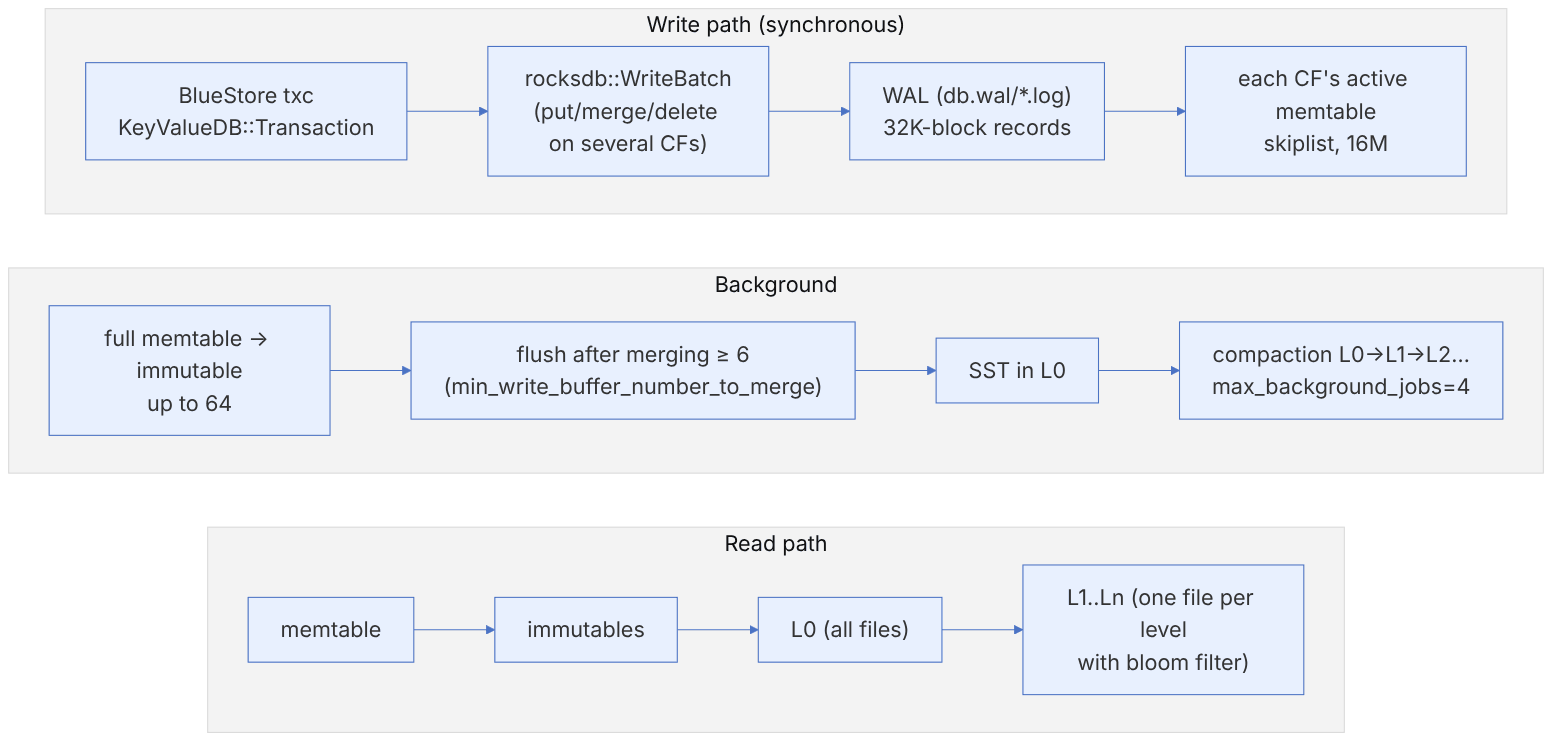 Write path (synchronous)
BlueStore txc
KeyValueDB::Transaction
rocksdb::WriteBatch
(put/merge/delete
on several CFs)
WAL (db.wal/*.log)
32K-block records
each CF's active
memtable
skiplist, 16M
Background
full memtable →
immutable
up to 64
flush after merging ≥ 6
(min_write_buffer_number_to_merge)
SST in L0
compaction L0→L1→L2...
max_background_jobs=4
Read path
memtable
immutables
L0 (all files)
L1..Ln (one file per
level
with bloom filter)